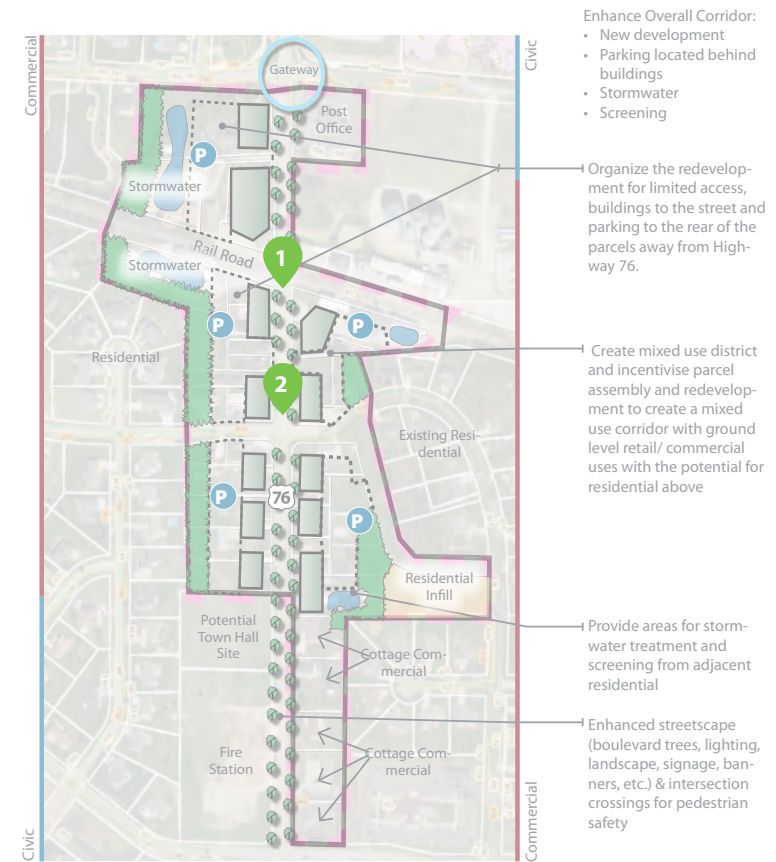 Enhance Overall Corridor:
• New development
• Parking located behind
buildings
• Stormwater
• Screening
Commercial
Civic
Gateway
Post
Office
P
Stormwater
Organize the redevelop-
ment for limited access,
buildings to the street and
parking to the rear of the
parcels away from High-
way 76.
Rail Road
1
Stormwater
P
P
Residential
2
Create mixed use district
and incentivise parcel
assembly and redevelop-
ment to create a mixed
use corridor with ground
level retail/ commercial
uses with the potential for
residential above
Existing Resi-
dential
P
76
P
Residential
Infill
Potential
Town Hall
Site
Provide areas for storm-
water treatment and
screening from adjacent
residential
Cottage Com-
mercial
Enhanced streetscape
(boulevard trees, lighting,
landscape, signage, ban-
ners, etc.) & intersection
crossings for pedestrian
safety
Fire
Station
Cottage Com-
mercial
Civic
Commercial